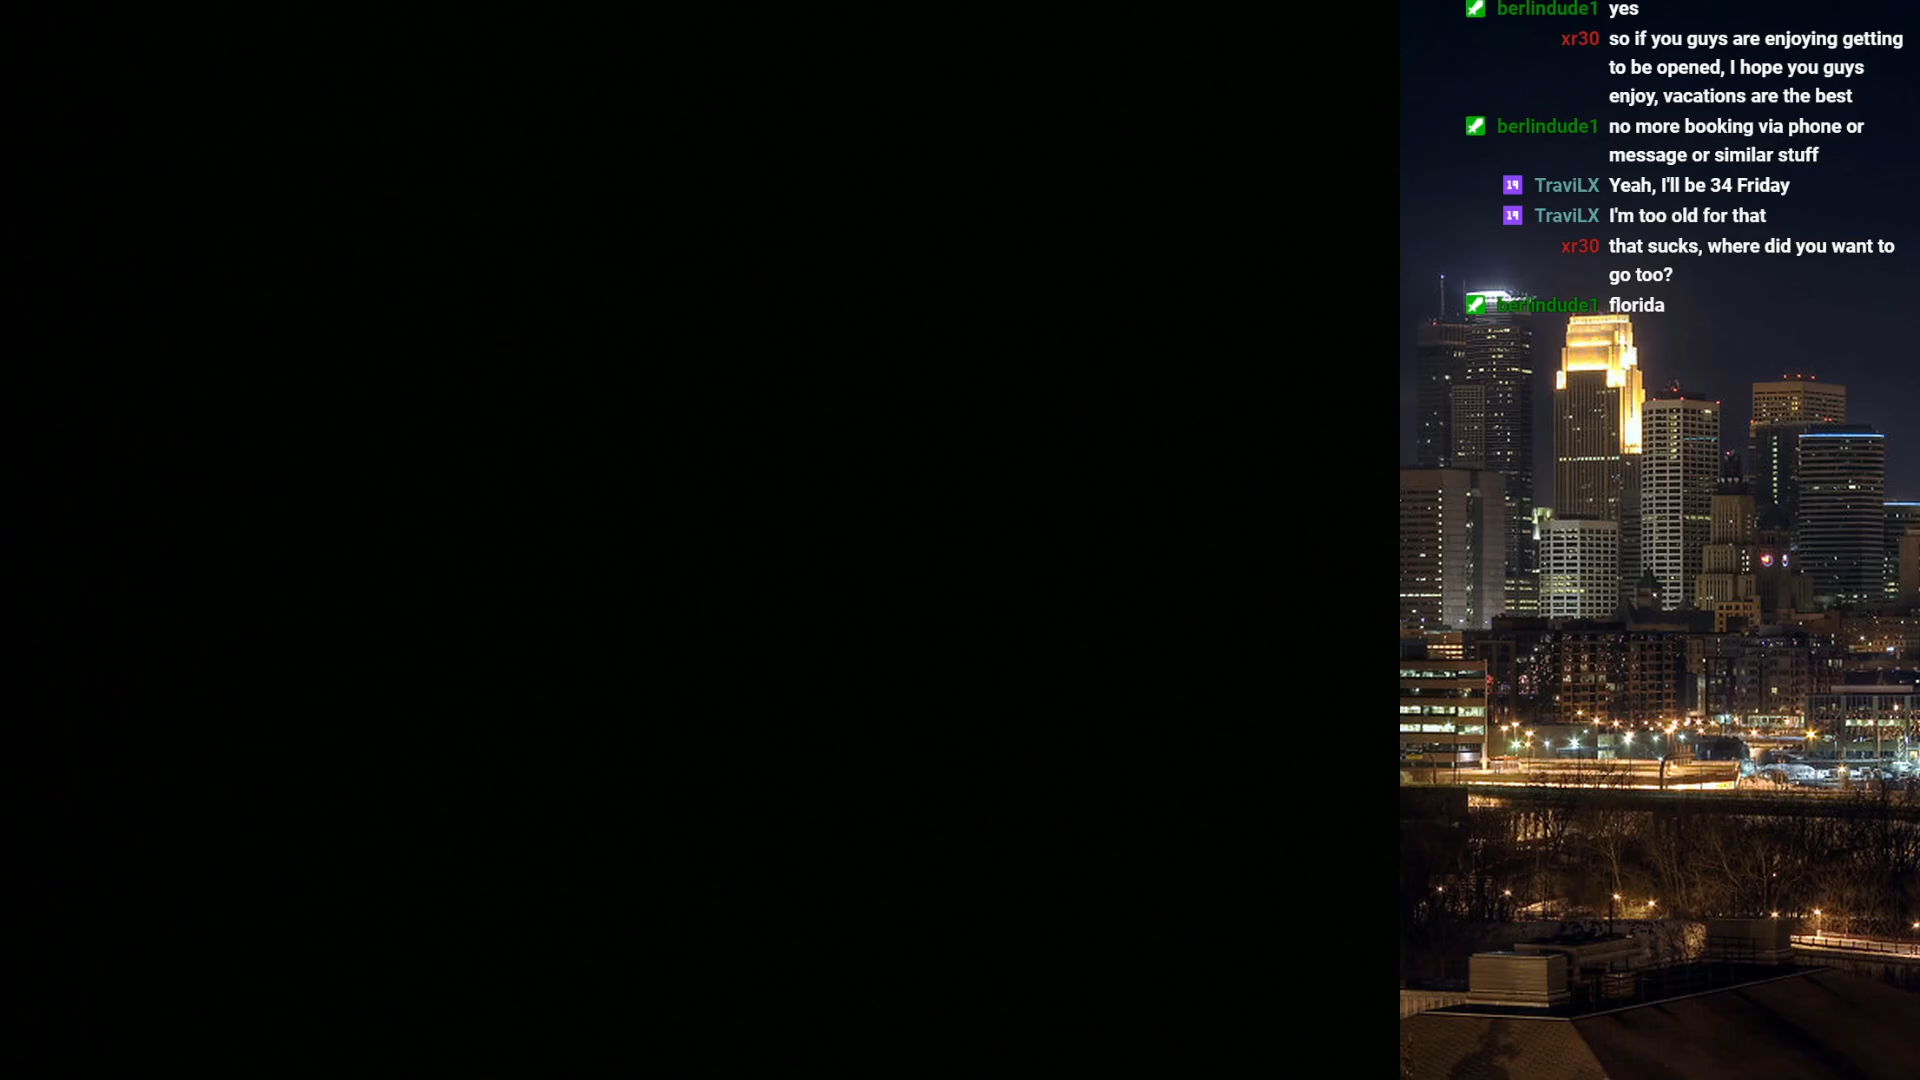 berlindude1 yes
xr30 so if you guys are enjoying getting
to be opened, I hope you guys
enjoy, vacations are the best
berlindude1 no more booking via phone or
message or similar stuff
19 TraviLX Yeah, I'll be 34 Friday
19 TraviLX I'm too old for that
xr30 that sucks, where did you want to
go too?
berlindude1 florida